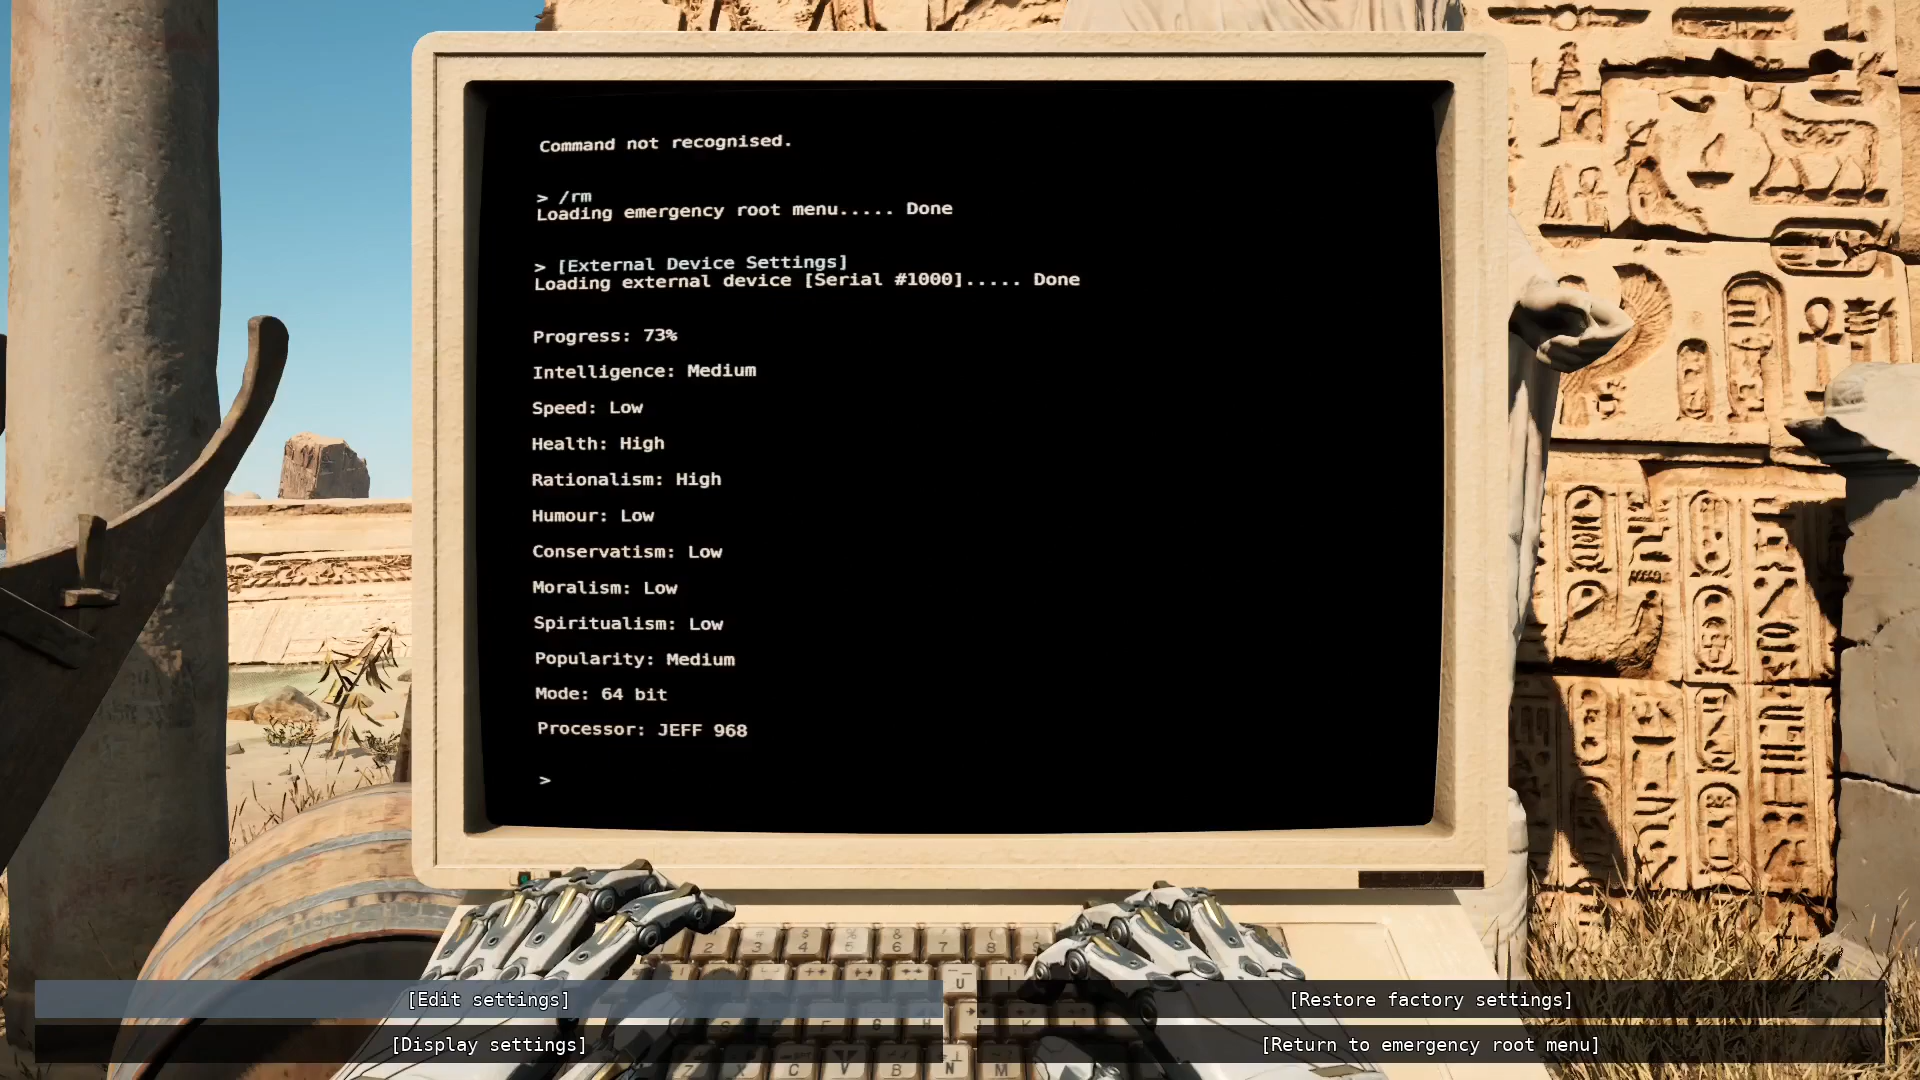 Command not recognised.
> /rm
Loading emergency root menu..... Done
> [External Device Settings]
Loading external device [Serial #1000]..... Done
Progress: 73%
Intelligence: Medium
Speed: Low
Health: High
Rationalism: High
Humour: Low
Conservatism: Low
Moralism: Low
Spiritualism: Low
Popularity: Medium
Mode: 64 bit
Processor: JEFF 968
>
[Edit settings]
[Restore factory settings]
[Display settings]
[Return to emergency root menu]